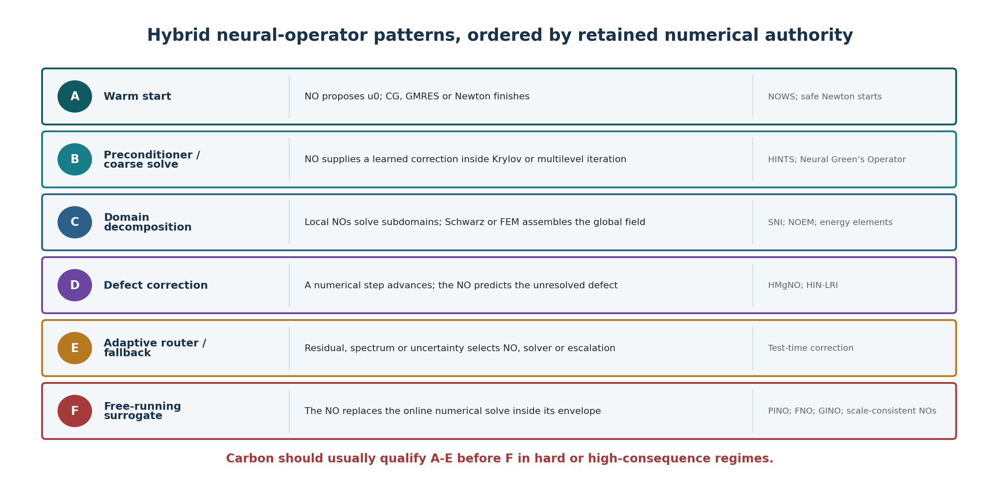 Hybrid neural-operator patterns, ordered by retained numerical authority
A
Warm start
NO proposes u0; CG, GMRES or Newton finishes
NOWS; safe Newton starts
B
Preconditioner /
coarse solve
NO supplies a learned correction inside Krylov or multilevel iteration
HINTS; Neural Green’s Operator
C
Domain
decomposition
Local NOs solve subdomains; Schwarz or FEM assembles the global field
SNI; NOEM; energy elements
D
Defect correction
A numerical step advances; the NO predicts the unresolved defect
HMgNO; HIN-LRI
E
Adaptive router /
fallback
Residual, spectrum or uncertainty selects NO, solver or escalation
Test-time correction
F
Free-running
surrogate
The NO replaces the online numerical solve inside its envelope
PINO; FNO; GINO; scale-consistent NOs
Carbon should usually qualify A-E before F in hard or high-consequence regimes.